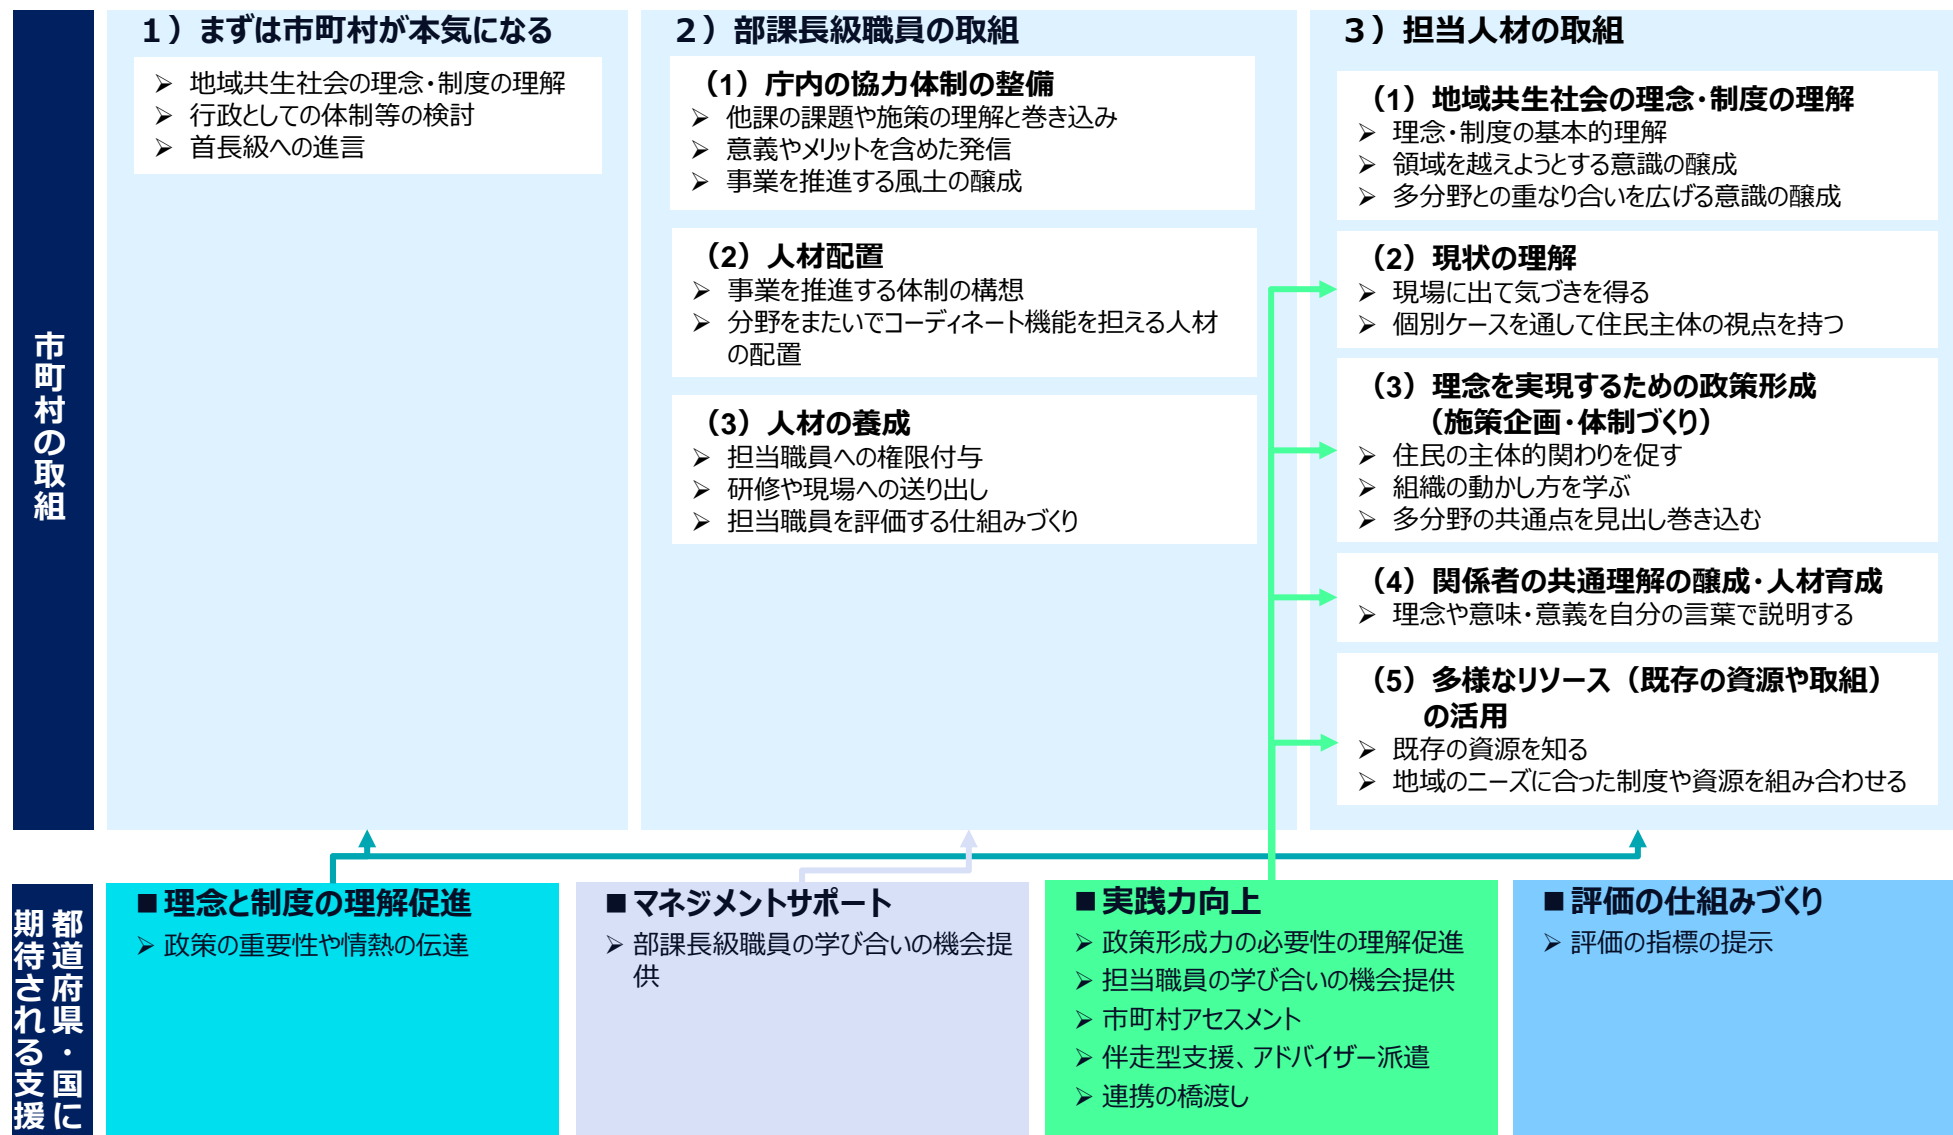 市町村の取組
1）まずは市町村が本気になる
➢ 地域共生社会の理念・制度の理解
➢ 行政としての体制等の検討
➢ 首長級への進言
2）部課長級職員の取組
（1）庁内の協力体制の整備
➢ 他課の課題や施策の理解と巻き込み
➢ 意義やメリットを含めた発信
➢ 事業を推進する風土の醸成
（2）人材配置
➢ 事業を推進する体制の構想
➢ 分野をまたいでコーディネート機能を担える人材
の配置
（3）人材の養成
➢ 担当職員への権限付与
➢ 研修や現場への送り出し
➢ 担当職員を評価する仕組みづくり
3）担当人材の取組
（1）地域共生社会の理念・制度の理解
➢ 理念・制度の基本的理解
➢ 領域を越えようとする意識の醸成
➢ 多分野との重なり合いを広げる意識の醸成
（2）現状の理解
➢ 現場に出て気づきを得る
➢ 個別ケースを通して住民主体の視点を持つ
（3）理念を実現するための政策形成
（施策企画・体制づくり）
➢ 住民の主体的関わりを促す
➢ 組織の動かし方を学ぶ
➢ 多分野の共通点を見出し巻き込む
（4）関係者の共通理解の醸成・人材育成
➢ 理念や意味・意義を自分の言葉で説明する
（5）多様なリソース（既存の資源や取組）
の活用
➢ 既存の資源を知る
➢ 地域のニーズに合った制度や資源を組み合わせる
都道府県・国に
期待される支援
■理念と制度の理解促進
➢ 政策の重要性や情熱の伝達
■マネジメントサポート
➢ 部課長級職員の学び合いの機会提
供
■実践力向上
➢ 政策形成力の必要性の理解促進
➢ 担当職員の学び合いの機会提供
➢ 市町村アセスメント
➢ 伴走型支援、アドバイザー派遣
➢ 連携の橋渡し
■評価の仕組みづくり
➢ 評価の指標の提示